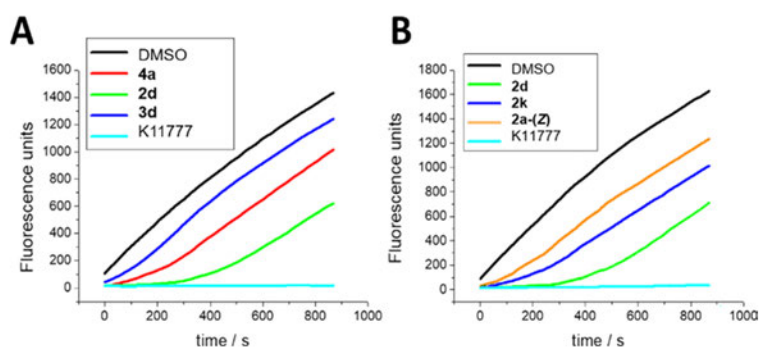 A
DMSO
4a
2d
3d
K11777
1600
1400
1200
1000
800
600
400
200
0
Fluorescence units
0 200 400 600 800 1000
time / s
B
DMSO
2d
2k
2a-(Z)
K11777
1800
1600
1400
1200
1000
800
600
400
200
0
Fluorescence units
0 200 400 600 800 1000
time / s